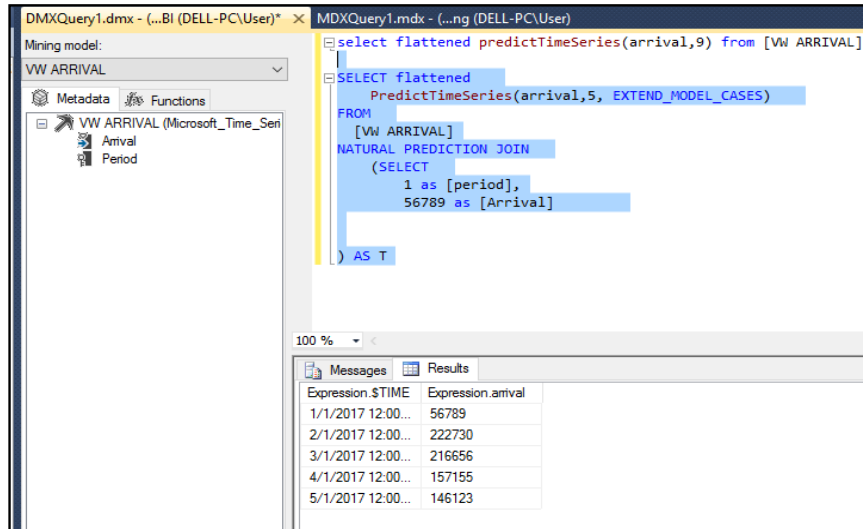 DMXQuery1.dmx - (...BI (DELL-PC\User)* × MDXQuery1.mdx - (...ng (DELL-PC\User)
Mining model:
VW ARRIVAL
Metadata Functions
VW ARRIVAL (Microsoft_Time_Seri
Arrival
Period
select flattened predictTimeSeries(arrival,9) from [VW ARRIVAL]
SELECT flattened
PredictTimeSeries(arrival,5, EXTEND_MODEL_CASES)
FROM
[VW ARRIVAL]
NATURAL PREDICTION JOIN
(SELECT
1 as [period],
56789 as [Arrival]
) AS T
100 %
Messages Results
Expression.$TIME Expression.arrival
1/1/2017 12:00... 56789
2/1/2017 12:00... 222730
3/1/2017 12:00... 216656
4/1/2017 12:00... 157155
5/1/2017 12:00... 146123